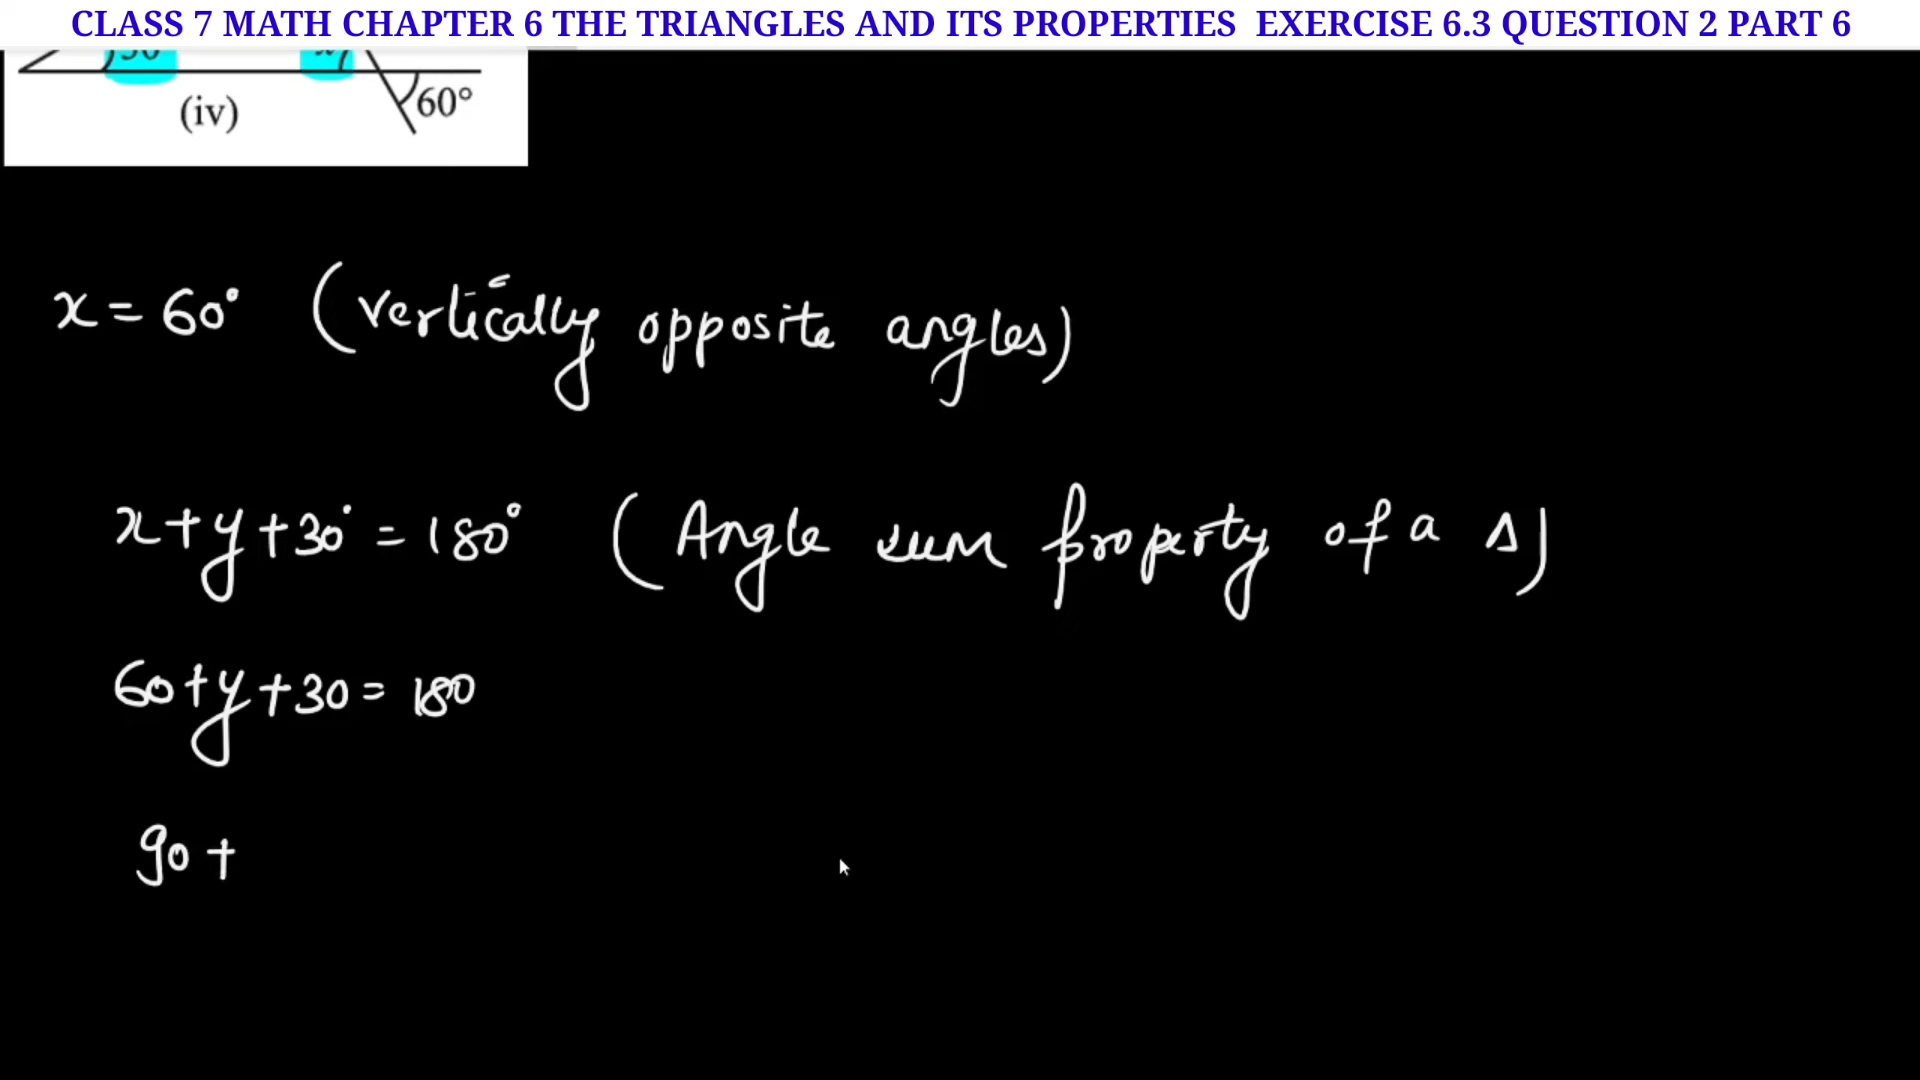 CLASS 7 MATH CHAPTER 6 THE TRIANGLES AND ITS PROPERTIES EXERCISE 6.3 QUESTION 2 PART 6
30
x
60°
(iv)
x = 60° (vertically opposite angles)
x + y + 30° = 180° (Angle sum property of a Δ)
60 + y + 30 = 180
90 +